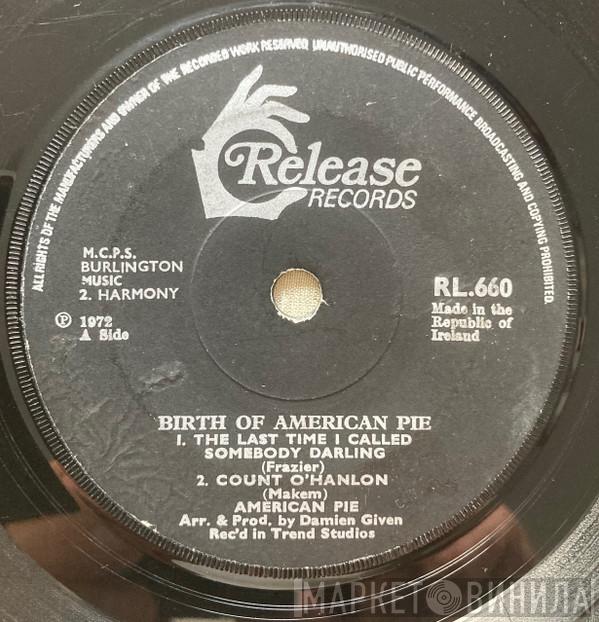 ALL RIGHTS OF THE MANUFACTURERS AND OWNER OF THE RECORDED WORK RESERVED UNAUTHORISED PUBLIC PERFORMANCE BROADCASTING AND COPYING PROHIBITED.
Release
RECORDS
M.C.P.S.
BURLINGTON
MUSIC
2. HARMONY
RL.660
Made in the
Republic of
Ireland
℗ 1972
A Side
BIRTH OF AMERICAN PIE
1. THE LAST TIME I CALLED
SOMEBODY DARLING
(Frazier)
2. COUNT O'HANLON
(Makem)
AMERICAN PIE
Arr. & Prod. by Damien Given
Rec'd in Trend Studios
МАРКЕТ ВИНИЛА